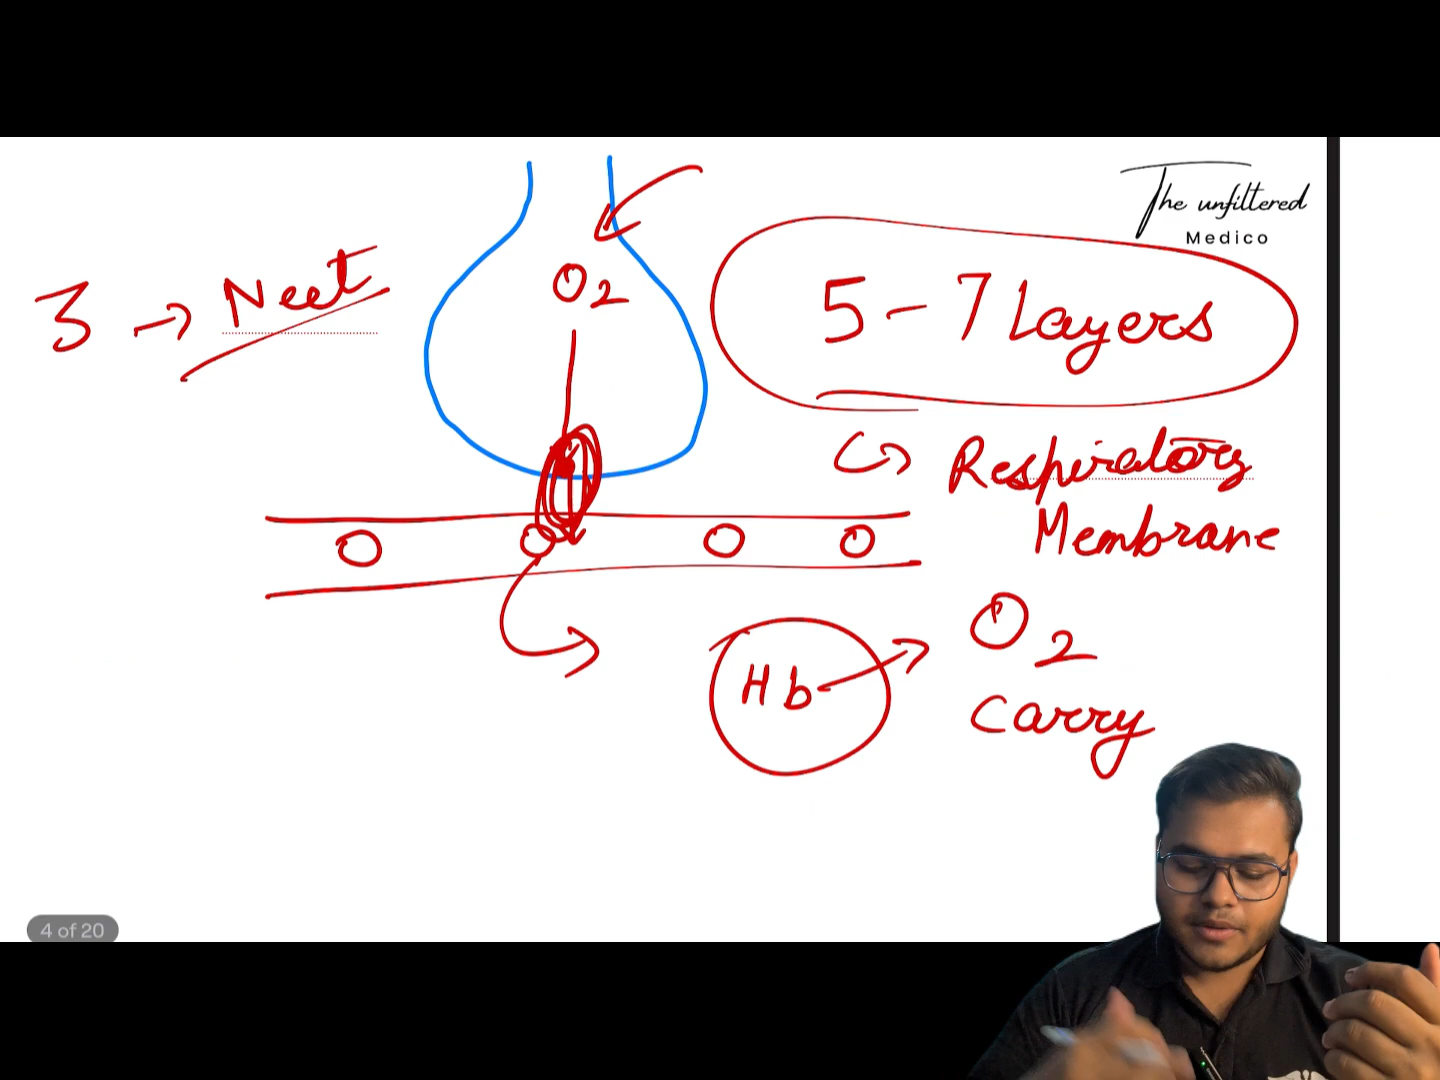 The unfiltered
Medico
3 → Neet
O2
5 - 7 Layers
Respiratory
Membrane
Hb → O2
Carry
4 of 20